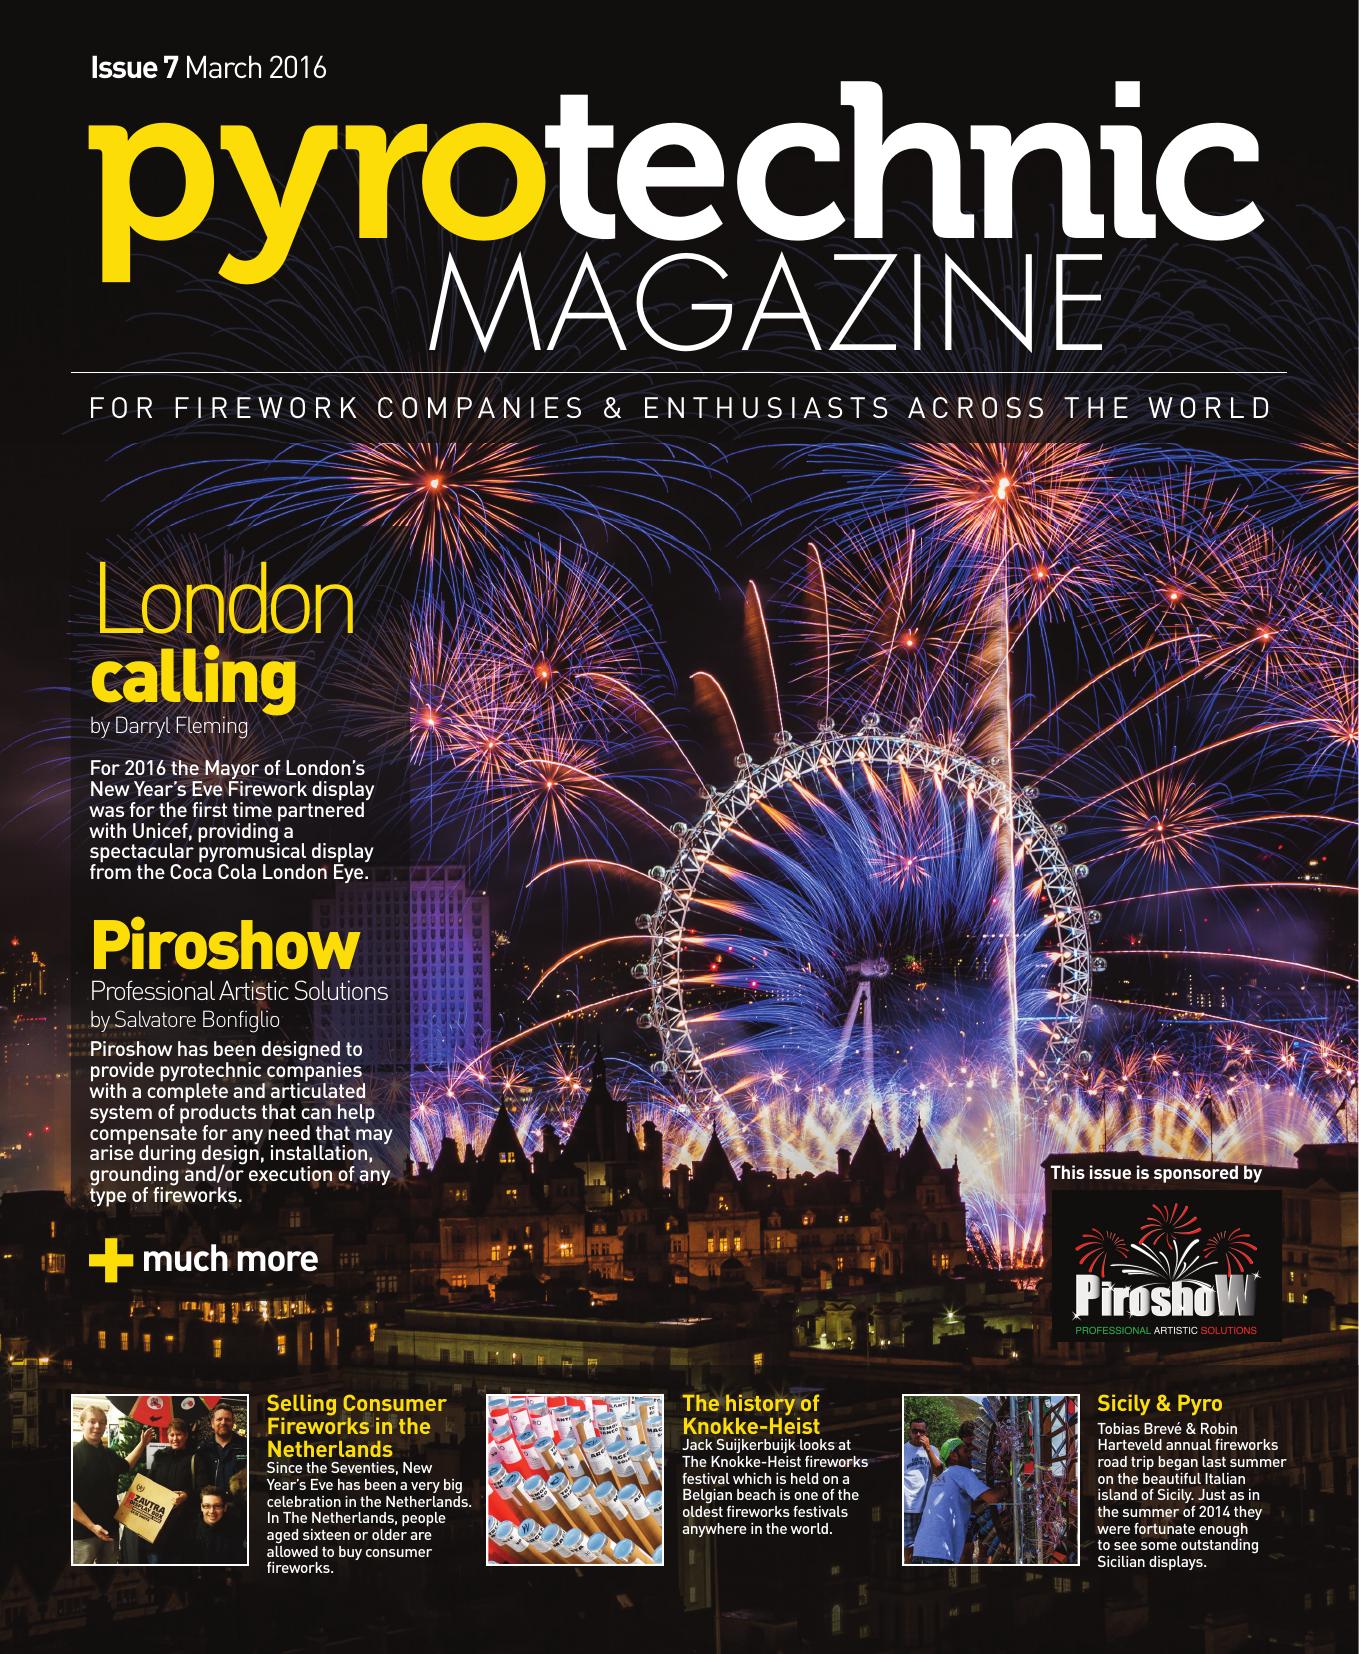 Issue 7 March 2016
pyrotechnic
MAGAZINE
FOR FIREWORK COMPANIES & ENTHUSIASTS ACROSS THE WORLD
London
calling
by Darryl Fleming
For 2016 the Mayor of London's
New Year's Eve Firework display
was for the first time partnered
with Unicef, providing a
spectacular pyromusical display
from the Coca Cola London Eye.
Piroshow
Professional Artistic Solutions
by Salvatore Bonfiglio
Piroshow has been designed to
provide pyrotechnic companies
with a complete and articulated
system of products that can help
compensate for any need that may
arise during design, installation,
grounding and/or execution of any
type of fireworks.
+ much more
This issue is sponsored by
PiroshoW
PROFESSIONAL ARTISTIC SOLUTIONS
ZAVTRA
DISPLAY BOX
Selling Consumer
Fireworks in the
Netherlands
Since the Seventies, New
Year's Eve has been a very big
celebration in the Netherlands.
In The Netherlands, people
aged sixteen or older are
allowed to buy consumer
fireworks.
The history of
Knokke-Heist
Jack Suijkerbuijk looks at
The Knokke-Heist fireworks
festival which is held on a
Belgian beach is one of the
oldest fireworks festivals
anywhere in the world.
Sicily & Pyro
Tobias Brevé & Robin
Harteveld annual fireworks
road trip began last summer
on the beautiful Italian
island of Sicily. Just as in
the summer of 2014 they
were fortunate enough
to see some outstanding
Sicilian displays.